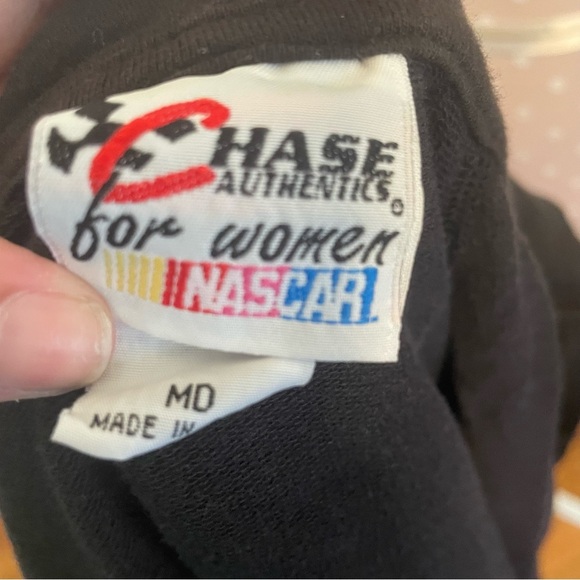 CHASE
AUTHENTICS®
for women
NASCAR.
MD
MADE IN